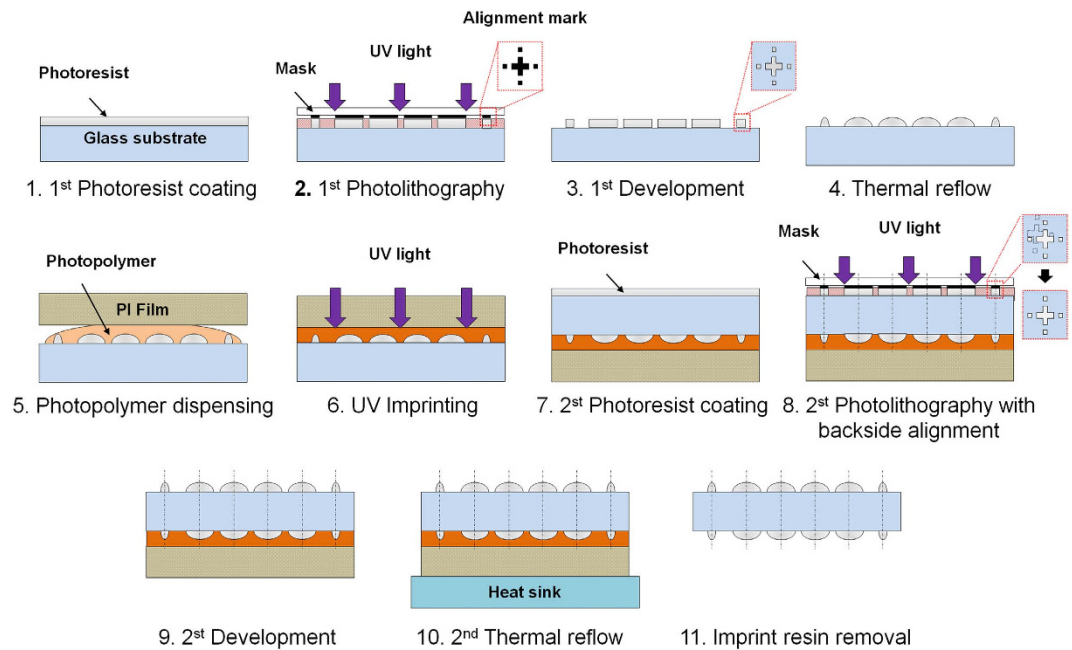 Alignment mark
UV light
Mask
Photoresist
Glass substrate
1. 1st Photoresist coating
2. 1st Photolithography
3. 1st Development
4. Thermal reflow
Photopolymer
PI Film
UV light
Photoresist
Mask
UV light
5. Photopolymer dispensing
6. UV Imprinting
7. 2st Photoresist coating
8. 2st Photolithography with
backside alignment
Heat sink
9. 2st Development
10. 2nd Thermal reflow
11. Imprint resin removal